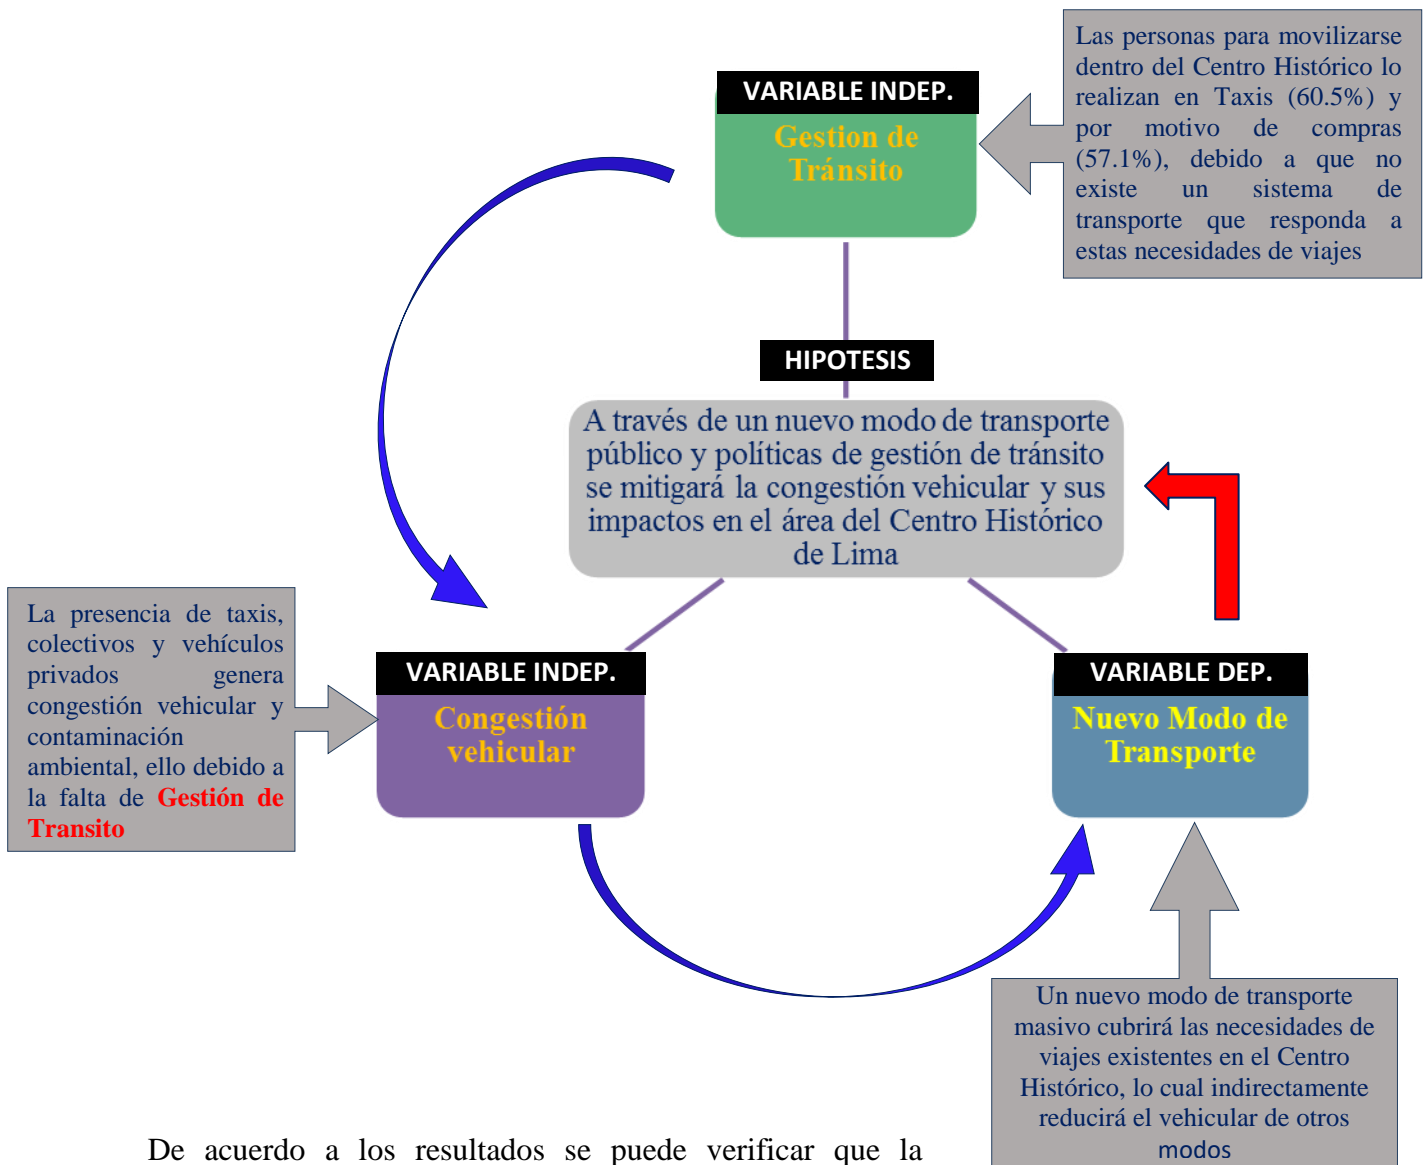 Las personas para movilizarse
dentro del Centro Histórico lo
realizan en Taxis (60.5%) y
por motivo de compras
(57.1%), debido a que no
existe un sistema de
transporte que responda a
estas necesidades de viajes
VARIABLE INDEP.
Gestion de
Tránsito
HIPOTESIS
A través de un nuevo modo de transporte
público y políticas de gestión de tránsito
se mitigará la congestión vehicular y sus
impactos en el área del Centro Histórico
de Lima
La presencia de taxis,
colectivos y vehículos
privados genera
congestión vehicular y
contaminación
ambiental, ello debido a
la falta de Gestión de
Transito
VARIABLE INDEP.
Congestión
vehicular
VARIABLE DEP.
Nuevo Modo de
Transporte
Un nuevo modo de transporte
masivo cubrirá las necesidades de
viajes existentes en el Centro
Histórico, lo cual indirectamente
reducirá el vehicular de otros
modos
De acuerdo a los resultados se puede verificar que la